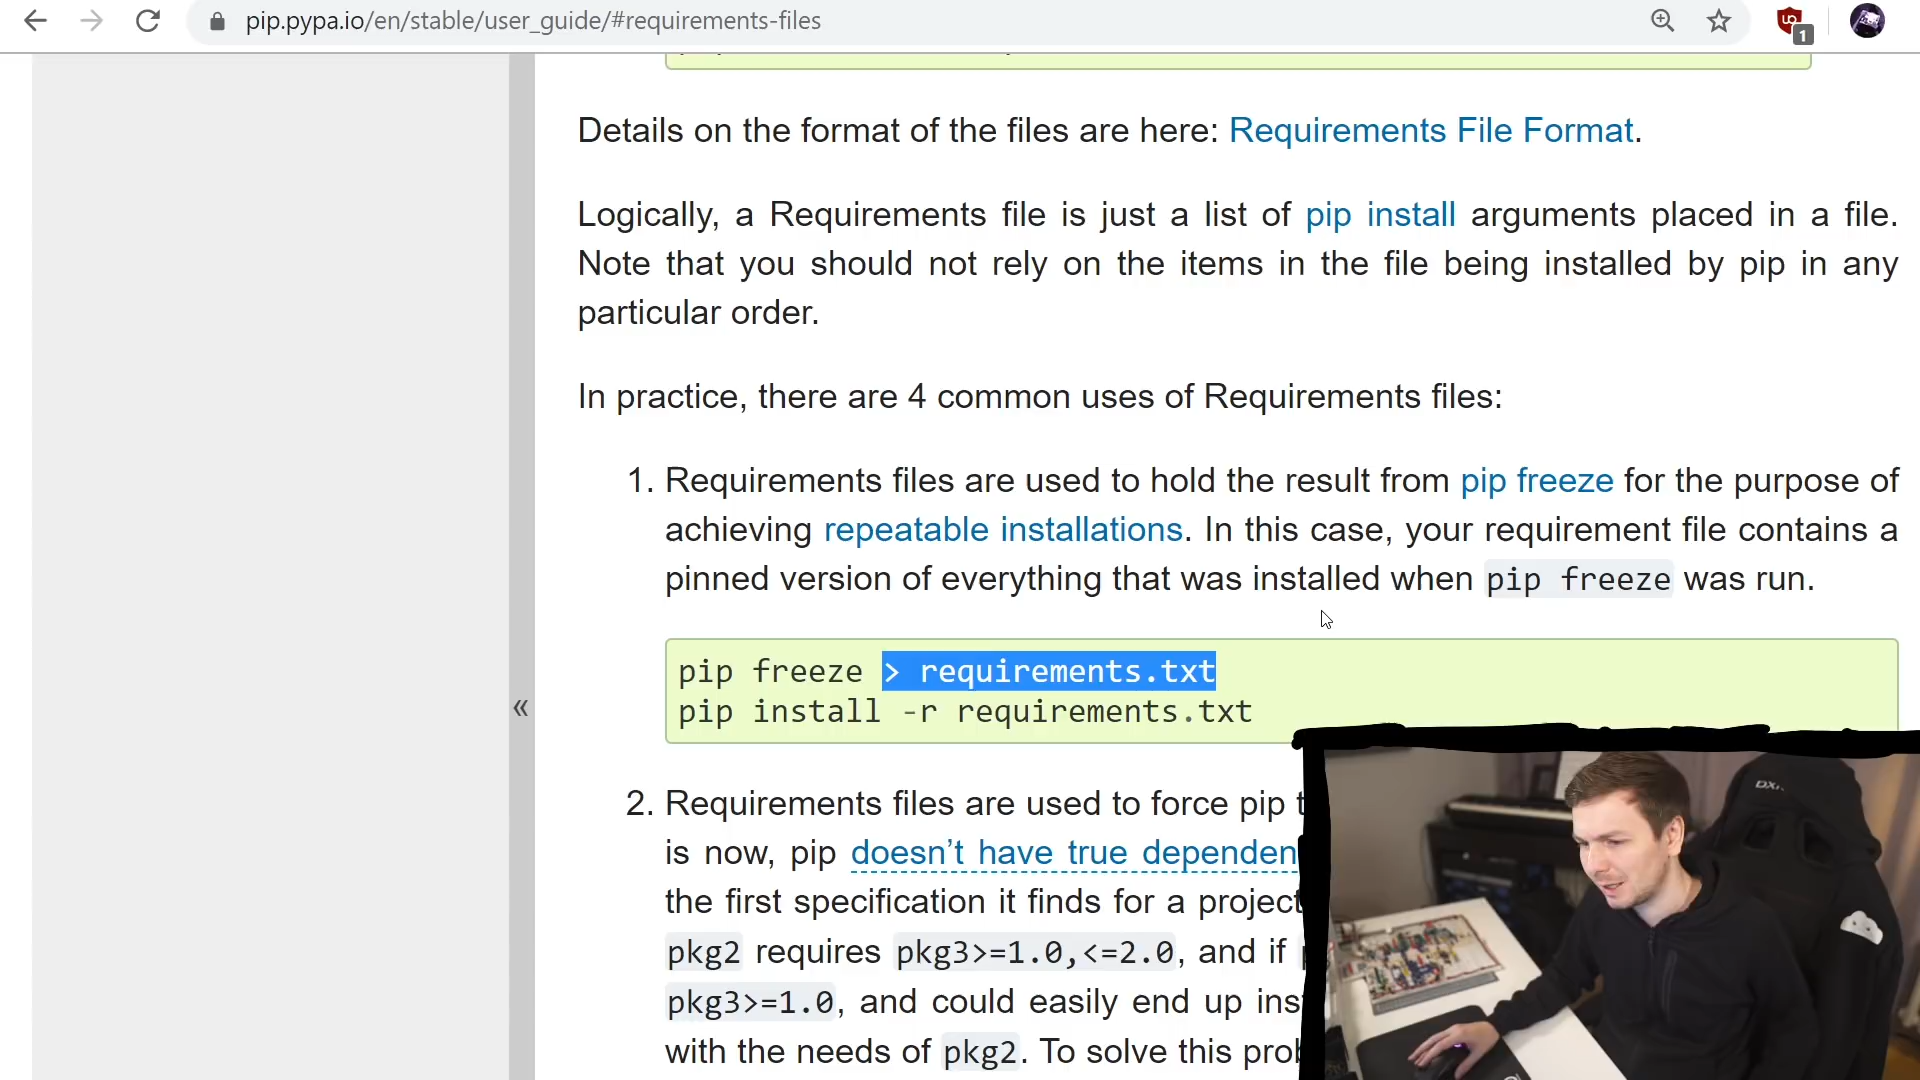 pip.pypa.io/en/stable/user_guide/#requirements-files
1
Details on the format of the files are here: Requirements File Format.
Logically, a Requirements file is just a list of pip install arguments placed in a file.
Note that you should not rely on the items in the file being installed by pip in any
particular order.
In practice, there are 4 common uses of Requirements files:
1. Requirements files are used to hold the result from pip freeze for the purpose of
achieving repeatable installations. In this case, your requirement file contains a
pinned version of everything that was installed when pip freeze was run.
pip freeze > requirements.txt
pip install -r requirements.txt
«
2. Requirements files are used to force pip t
is now, pip doesn't have true dependen
the first specification it finds for a project
pkg2 requires pkg3>=1.0,<=2.0, and if
pkg3>=1.0, and could easily end up ins
with the needs of pkg2. To solve this prob